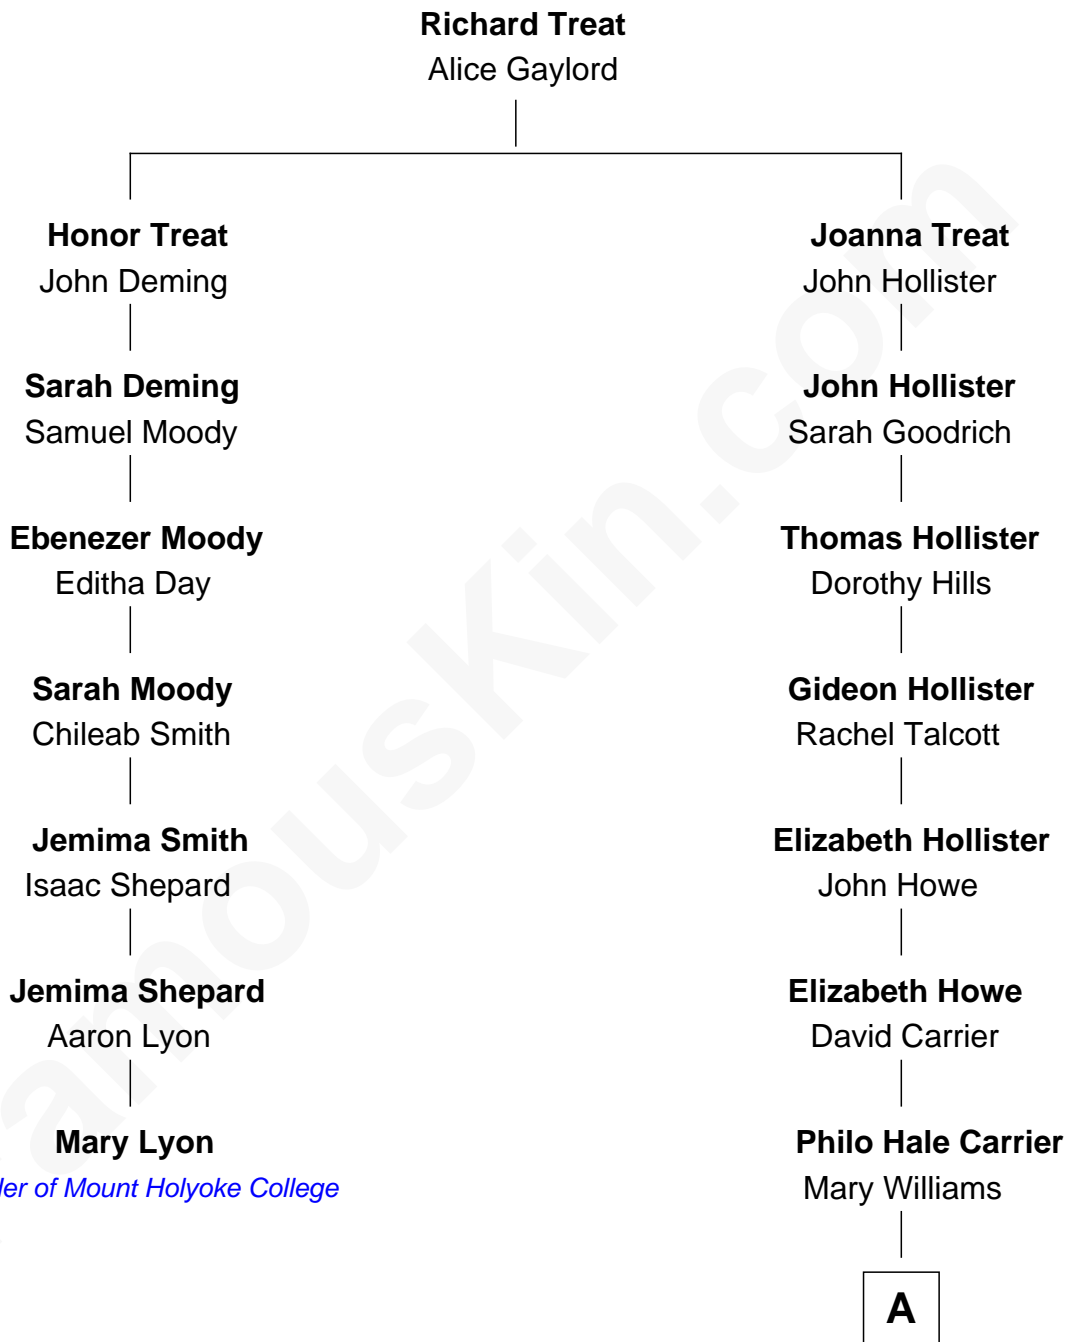 Richard Treat
Alice Gaylord
Honor Treat
John Deming
Joanna Treat
John Hollister
Sarah Deming
Samuel Moody
John Hollister
Sarah Goodrich
Ebenezer Moody
Editha Day
Thomas Hollister
Dorothy Hills
Sarah Moody
Chileab Smith
Gideon Hollister
Rachel Talcott
Jemima Smith
Isaac Shepard
Elizabeth Hollister
John Howe
Jemima Shepard
Aaron Lyon
Elizabeth Howe
David Carrier
Mary Lyon
der of Mount Holyoke College
Philo Hale Carrier
Mary Williams
A
amousKin.com